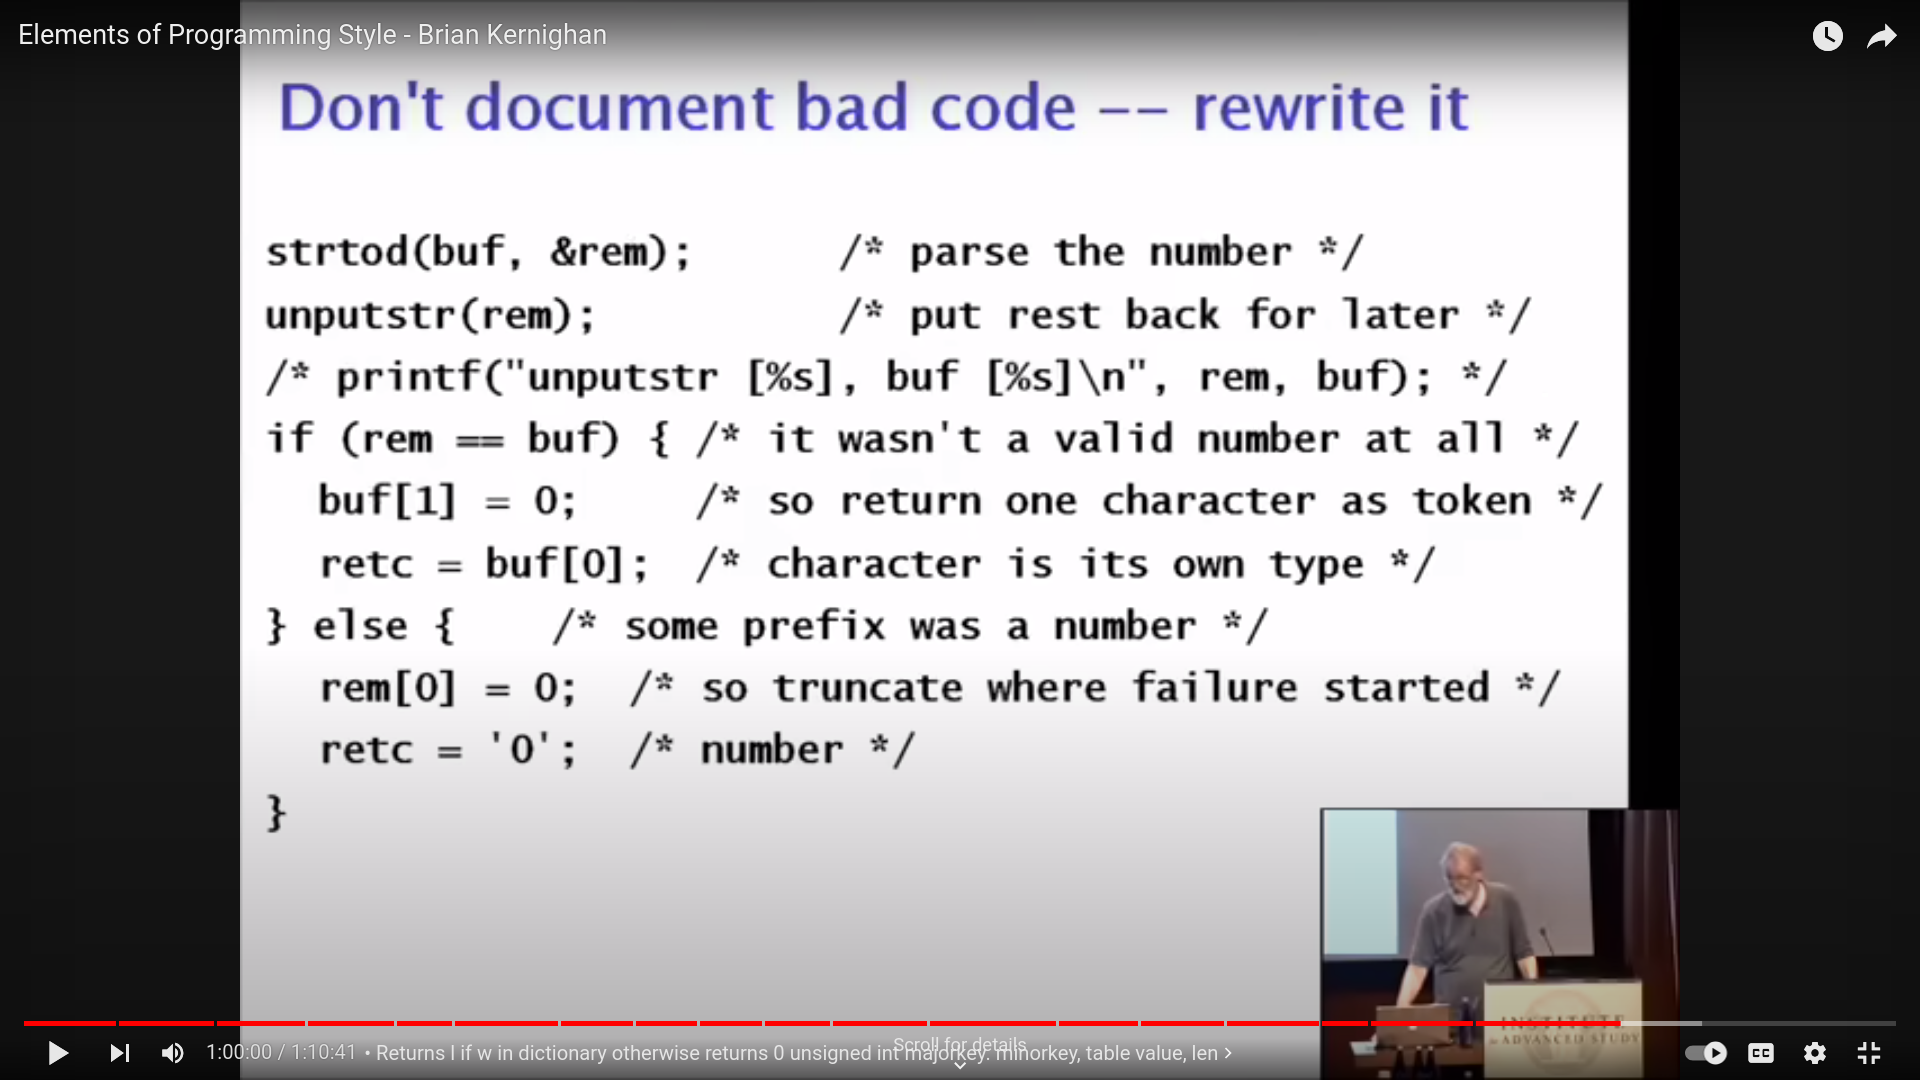 Elements of Programming Style - Brian Kernighan
Don't document bad code -- rewrite it
strtod(buf, &rem);      /* parse the number */
unputstr(rem);          /* put rest back for later */
/* printf("unputstr [%s], buf [%s]\n", rem, buf); */
if (rem == buf) { /* it wasn't a valid number at all */
  buf[1] = 0;     /* so return one character as token */
  retc = buf[0];  /* character is its own type */
} else {    /* some prefix was a number */
  rem[0] = 0;  /* so truncate where failure started */
  retc = '0';  /* number */
}
INSTITUTE
for ADVANCED STUDY
Scroll for details
1:00:00 / 1:10:41 • Returns l if w in dictionary otherwise returns 0 unsigned int majorkey. minorkey, table value, len
CC